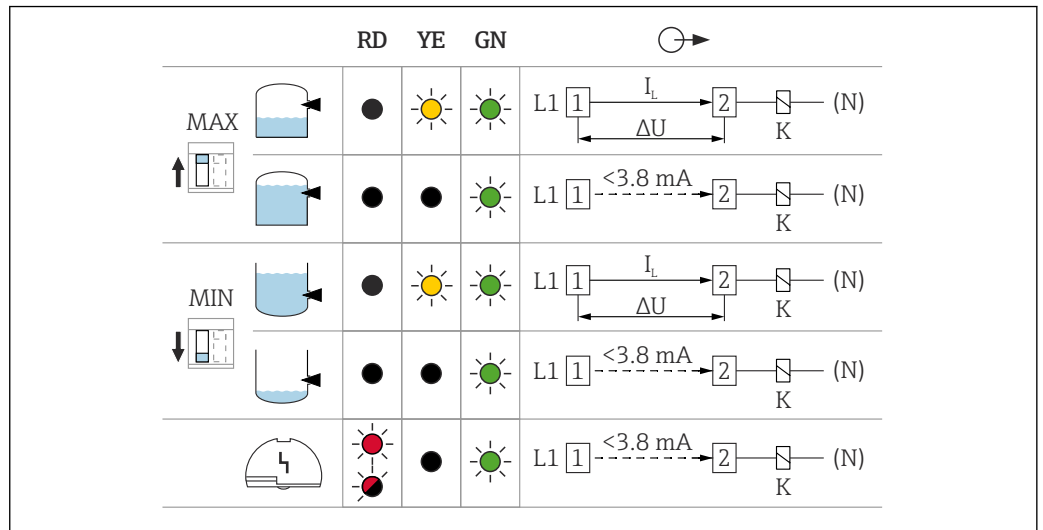 RD YE GN
MAX
L1 1 I_L 2 (N)
ΔU K
L1 1 <3.8 mA 2 (N)
K
MIN
L1 1 I_L 2 (N)
ΔU K
L1 1 <3.8 mA 2 (N)
K
L1 1 <3.8 mA 2 (N)
K